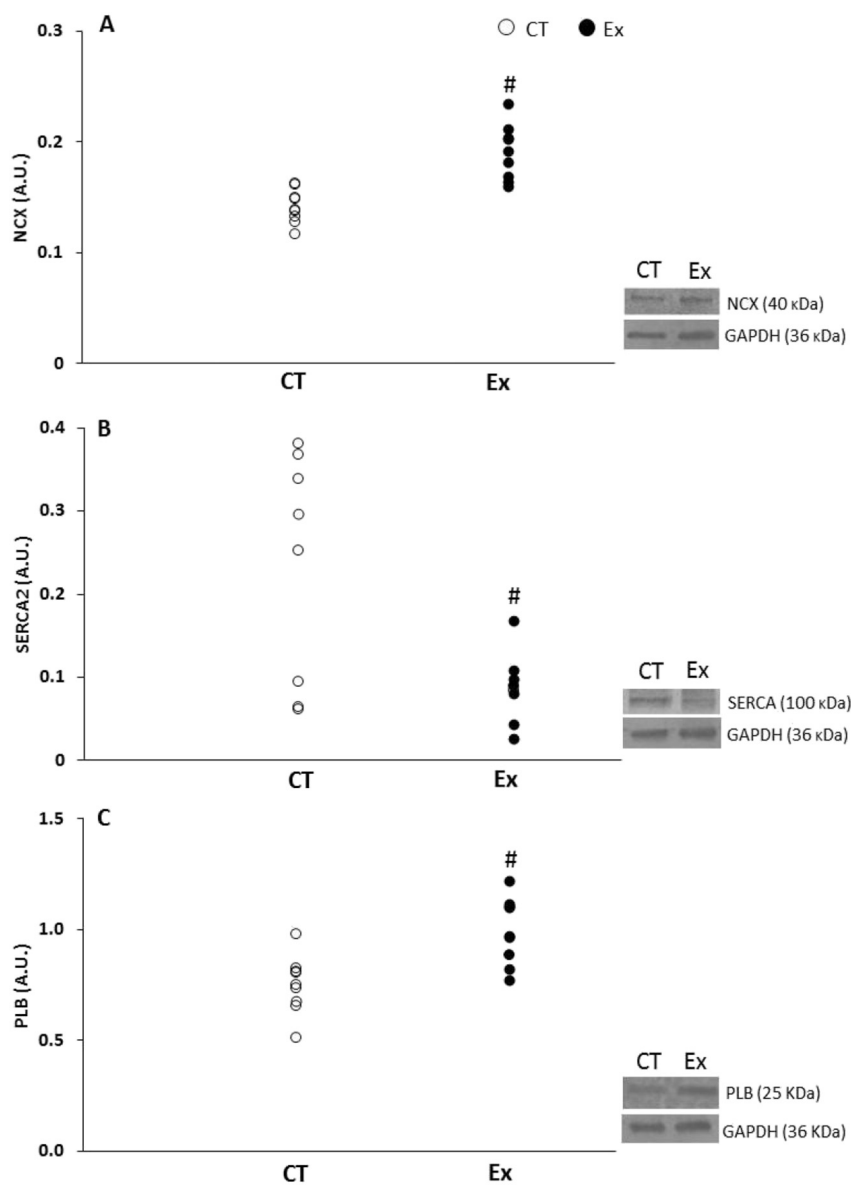 A
CT Ex
0.3
#
0.2
0.1
0
NCX (A.U.)
CT Ex
CT Ex
NCX (40 кDa)
GAPDH (36 кDa)
B
0.4
0.3
#
0.2
0.1
0
SERCA2 (A.U.)
CT Ex
CT Ex
SERCA (100 кDa)
GAPDH (36 кDa)
C
1.5
#
1.0
0.5
0.0
PLB (A.U.)
CT Ex
CT Ex
PLB (25 KDa)
GAPDH (36 KDa)